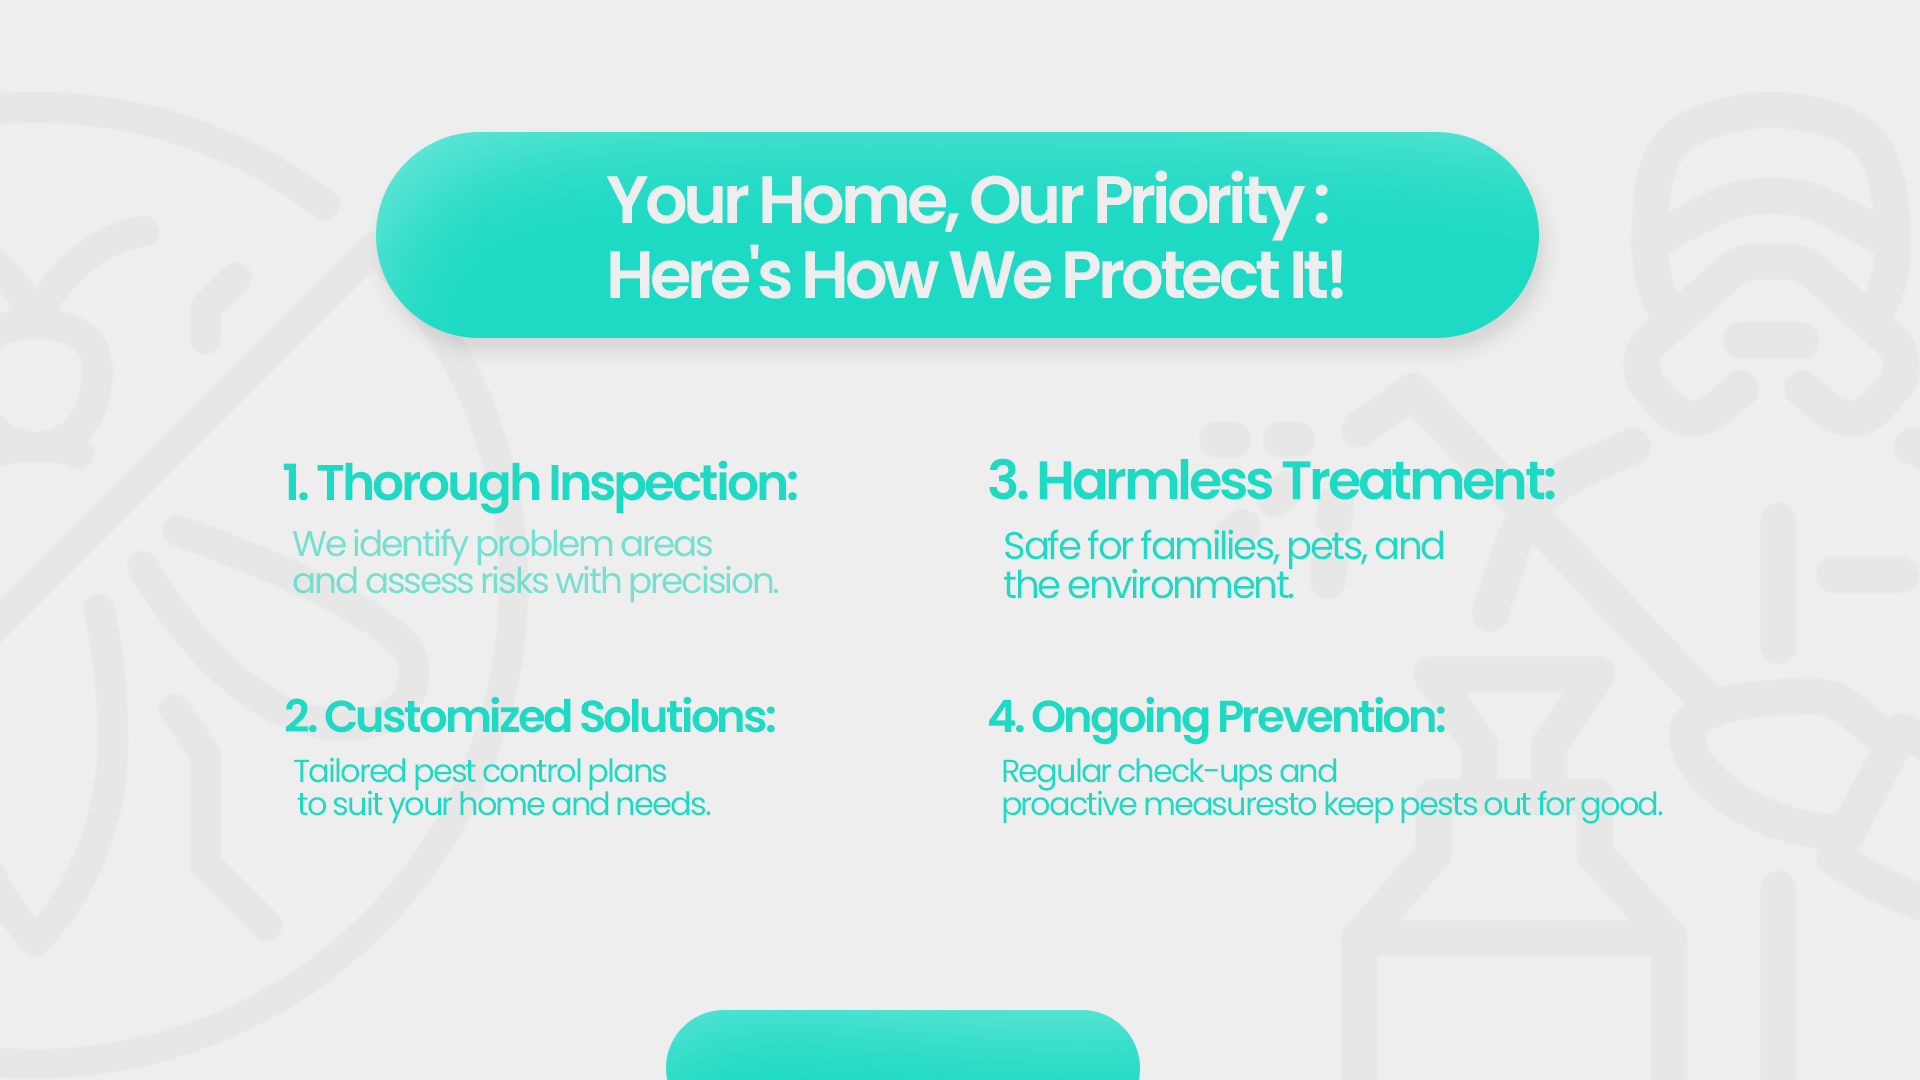 Your Home, Our Priority :
Here's How We Protect It!
1. Thorough Inspection:
We identify problem areas
and assess risks with precision.
2. Customized Solutions:
Tailored pest control plans
to suit your home and needs.
3. Harmless Treatment:
Safe for families, pets, and
the environment.
4. Ongoing Prevention:
Regular check-ups and
proactive measuresto keep pests out for good.